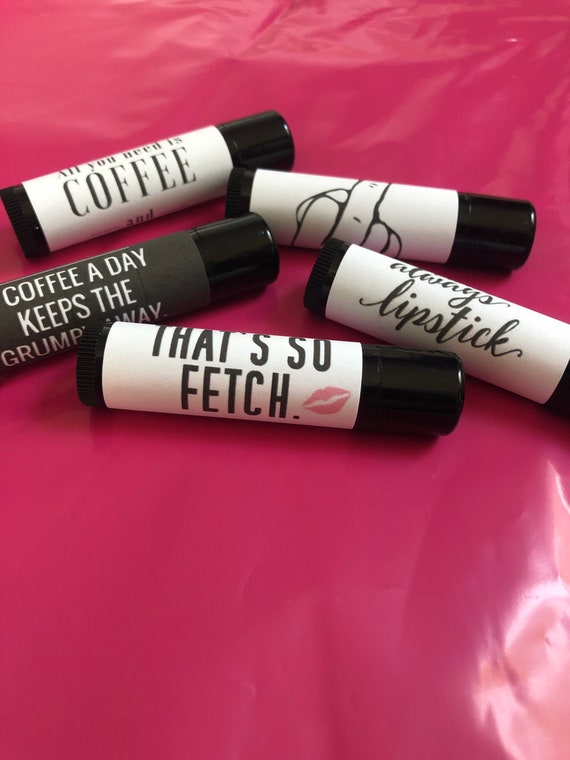 All you need is
COFFEE
and
COFFEE A DAY
KEEPS THE
GRUMPY AWAY.
always
lipstick
THAT'S SO
FETCH.